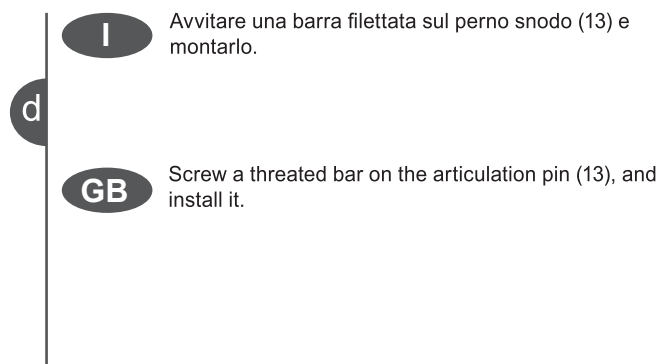 I
Avvitare una barra filettata sul perno snodo (13) e
montarlo.
d
GB
Screw a threated bar on the articulation pin (13), and
install it.